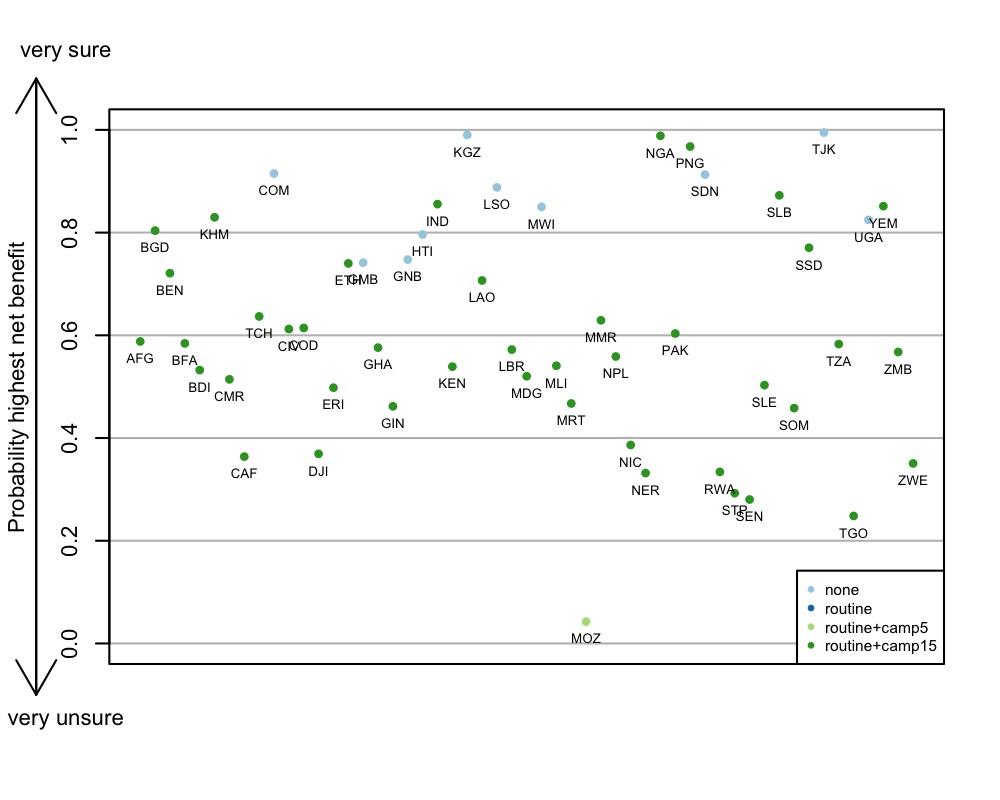 very sure
Probability highest net benefit
1.0
0.8
0.6
0.4
0.2
0.0
KGZ
NGA
TJK
PNG
COM
SDN
LSO
SLB
IND
MWI
KHM
YEM
UGA
BGD
HTI
SSD
ETH
GMB
GNB
BEN
LAO
TCH
MMR
CIV
COD
PAK
AFG
BFA
GHA
LBR
NPL
TZA
ZMB
BDI
KEN
MDG
MLI
CMR
ERI
SLE
GIN
MRT
SOM
NIC
CAF
DJI
NER
RWA
ZWE
STP
SEN
TGO
MOZ
none
routine
routine+camp5
routine+camp15
very unsure